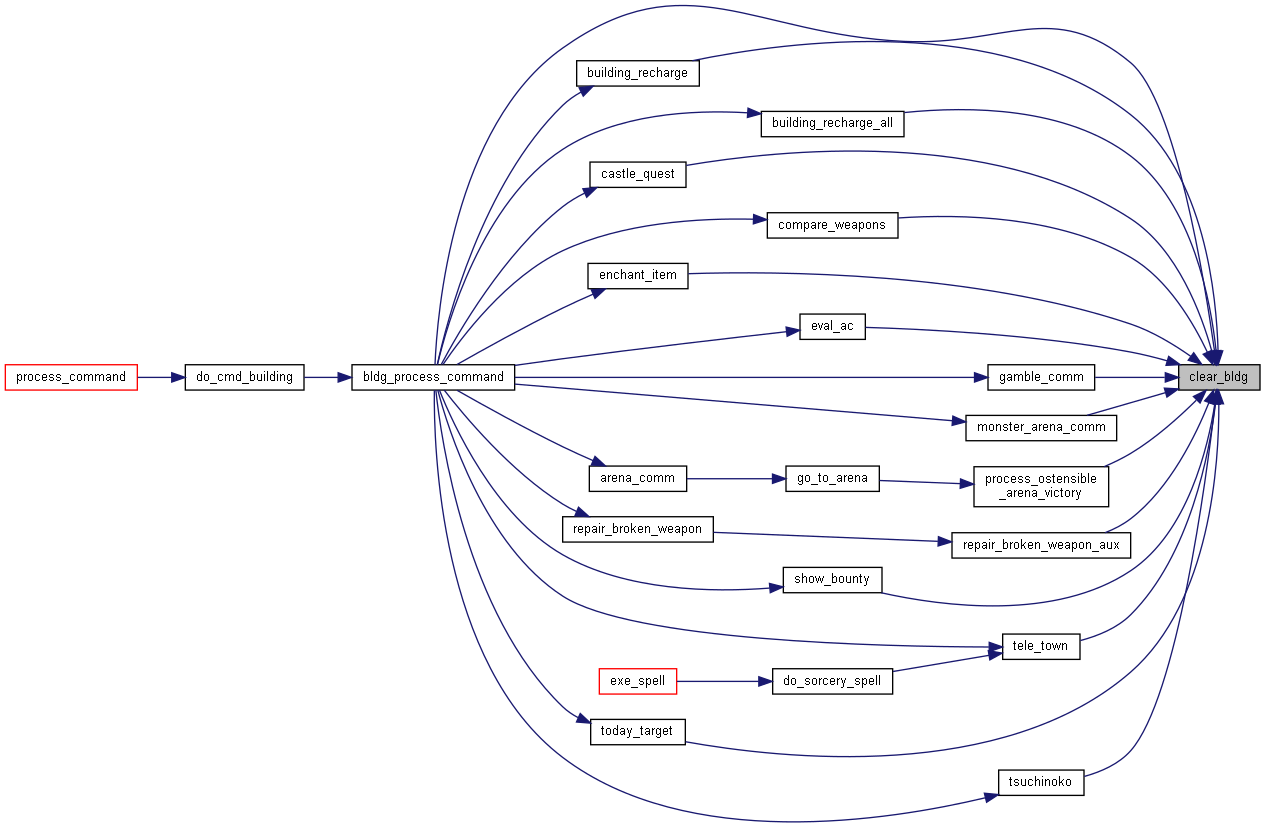 building_recharge
building_recharge_all
castle_quest
compare_weapons
enchant_item
eval_ac
process_command
do_cmd_building
bldg_process_command
gamble_comm
clear_bldg
monster_arena_comm
arena_comm
go_to_arena
process_ostensible
_arena_victory
repair_broken_weapon
repair_broken_weapon_aux
show_bounty
tele_town
exe_spell
do_sorcery_spell
today_target
tsuchinoko